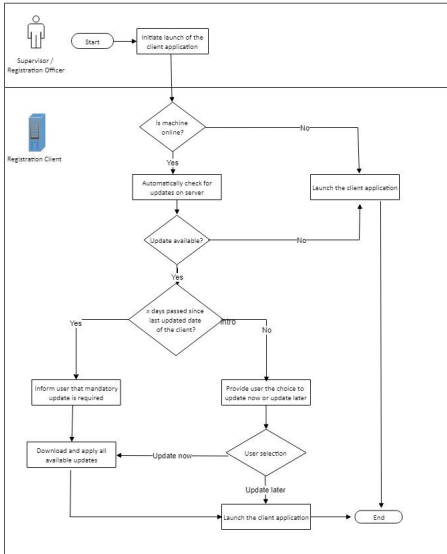 Start
Initiate launch of the
client application
Supervisor /
Registration Officer
Registration Client
Is machine
online?
No
Yes
Automatically check for
updates on server
Launch the client application
Update available?
No
Yes
x days passed since
last updated date
of the client?
Intro
Yes
No
Inform user that mandatory
update is required
Provide user the choice to
update now or update later
Download and apply all
available updates
Update now
User selection
Update later
Launch the client application
End